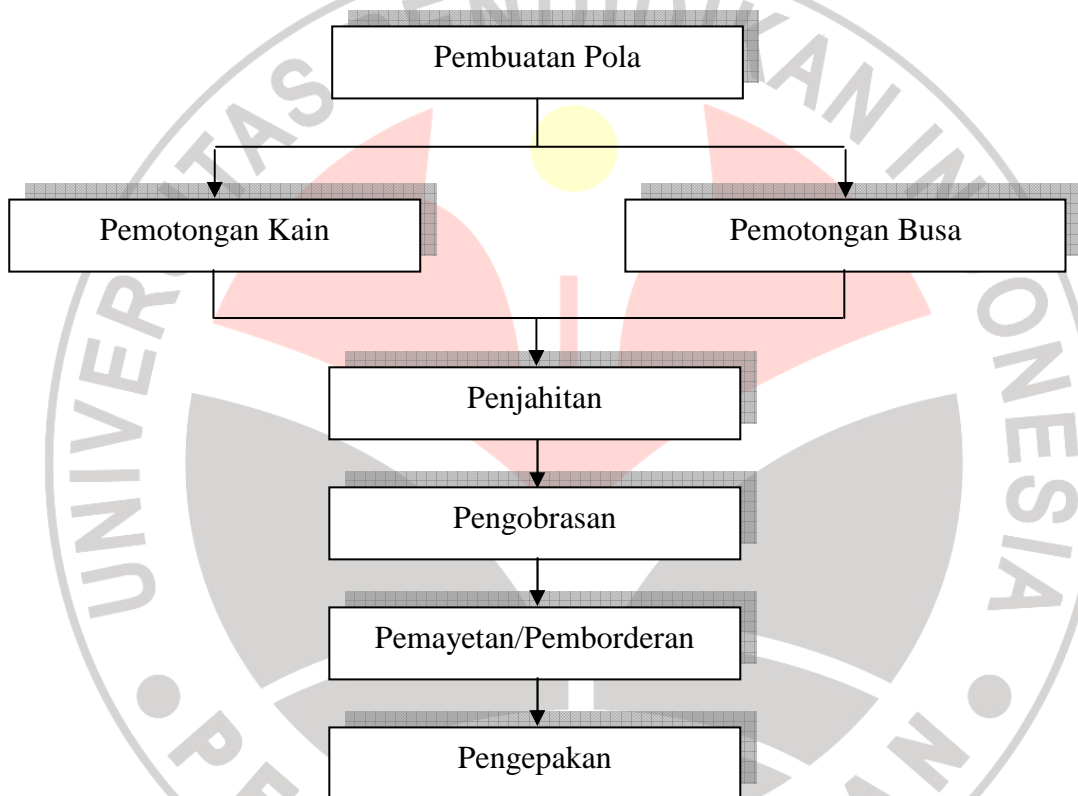 Pembuatan Pola
Pemotongan Kain
Pemotongan Busa
Penjahitan
Pengobrasan
Pemayetan/Pemborderan
Pengepakan